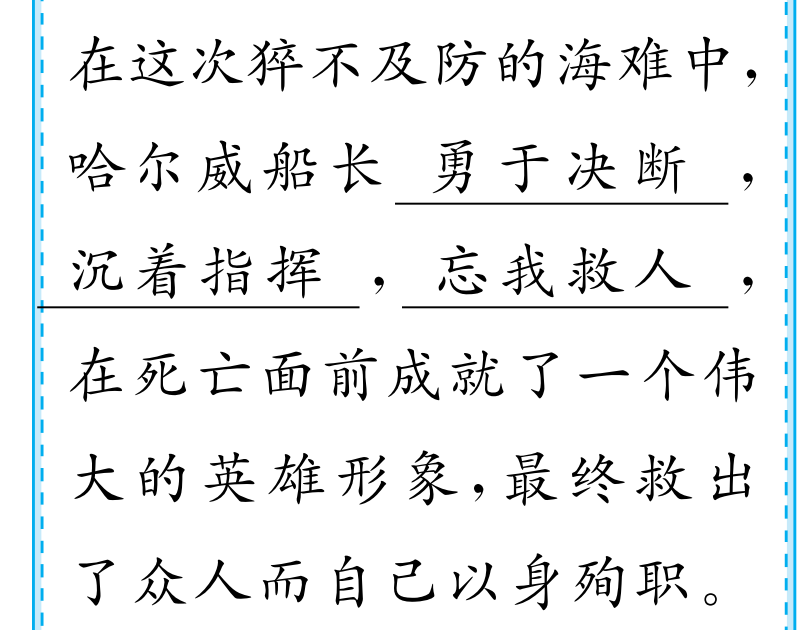 在这次猝不及防的海难中，
哈尔威船长 勇于决断 ，
沉着指挥 ， 忘我救人 ，
在死亡面前成就了一个伟
大的英雄形象，最终救出
了众人而自己以身殉职。